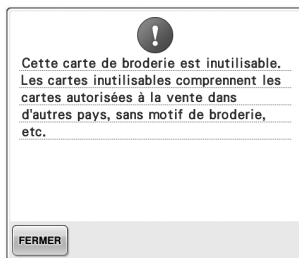 Cette carte de broderie est inutilisable.
Les cartes inutilisables comprennent les
cartes autorisées à la vente dans
d'autres pays, sans motif de broderie,
etc.
FERMER